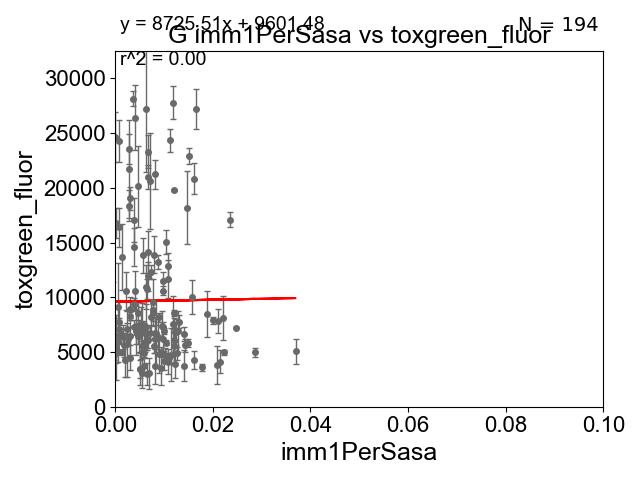 y = 8725.51x + 9601.48
N = 194
G imm1PerSasa vs toxgreen_fluor
r^2 = 0.00
30000
25000
20000
15000
10000
5000
0
toxgreen_fluor
0.00 0.02 0.04 0.06 0.08 0.10
imm1PerSasa